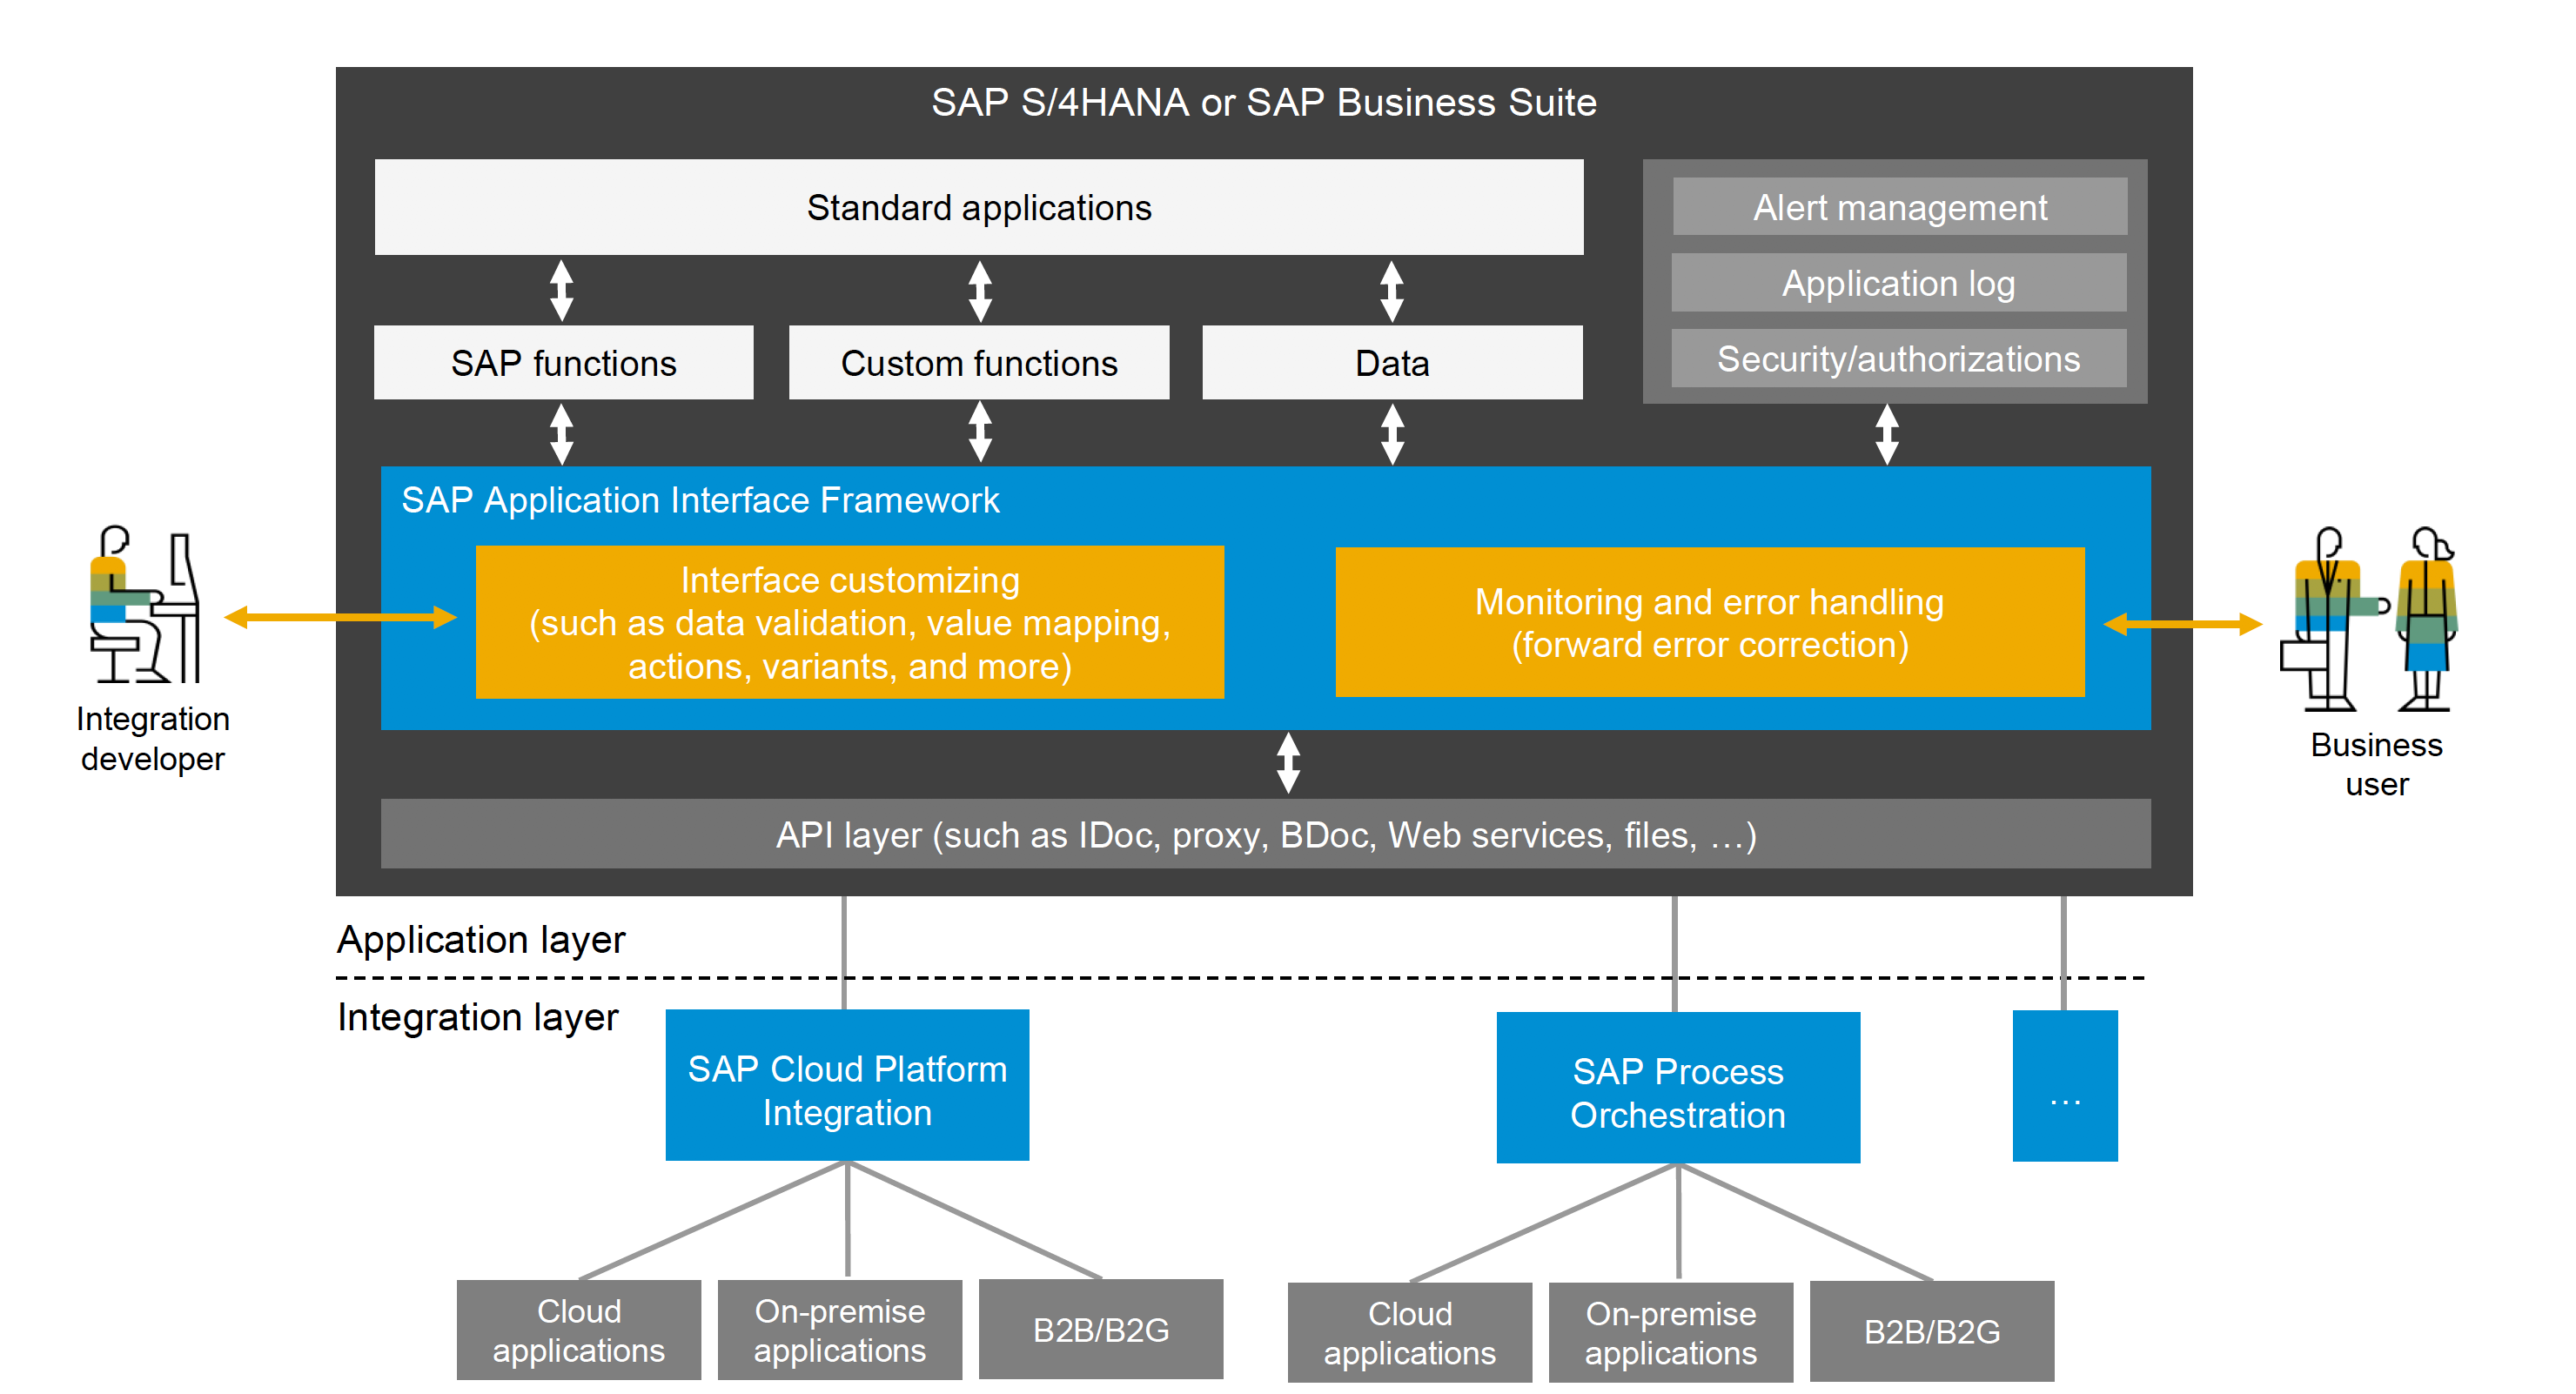 SAP S/4HANA or SAP Business Suite
Standard applications
Alert management
Application log
Security/authorizations
SAP functions
Custom functions
Data
SAP Application Interface Framework
Interface customizing
(such as data validation, value mapping,
actions, variants, and more)
Monitoring and error handling
(forward error correction)
Integration
developer
Business
user
API layer (such as IDoc, proxy, BDoc, Web services, files, …)
Application layer
Integration layer
SAP Cloud Platform
Integration
SAP Process
Orchestration
…
Cloud
applications
On-premise
applications
B2B/B2G
Cloud
applications
On-premise
applications
B2B/B2G